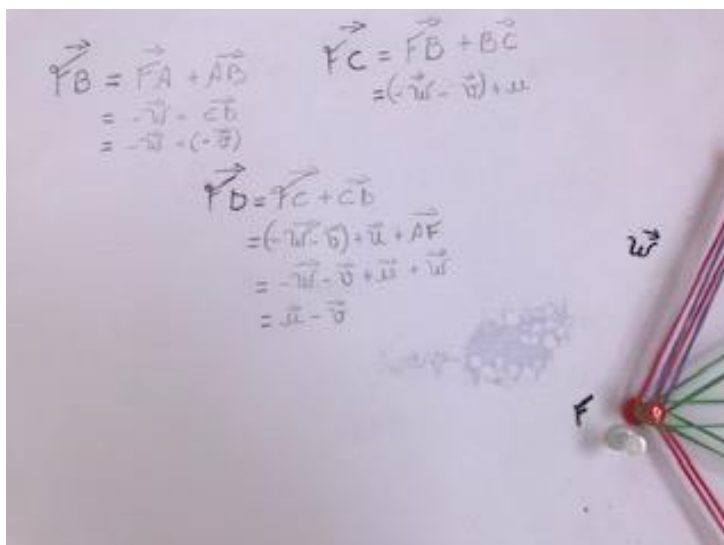 FB = FA + AB
= -w - CD
= -w - (-v)
FC = FB + BC
= (-w - v) + u
FD = FC + CD
= (-w - v) + u + AF
= -w - v + u + w
= u - v
w
F